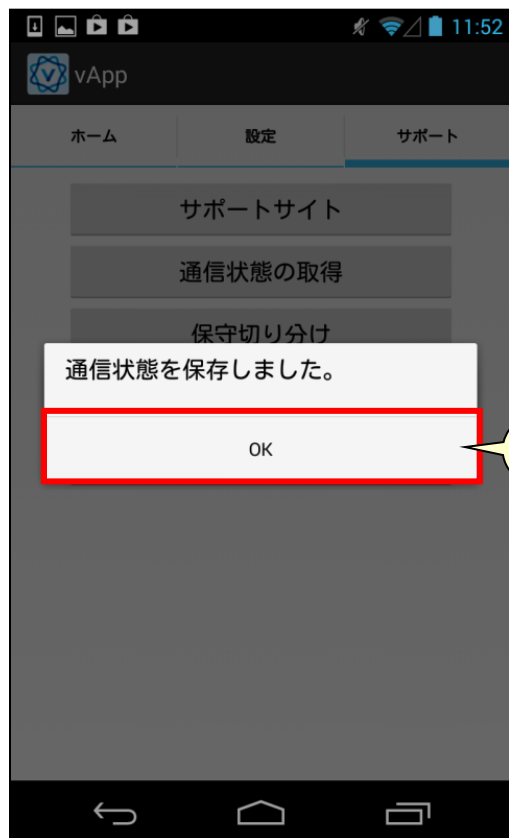 11:52
vApp
ホーム 設定 サポート
サポートサイト
通信状態の取得
保守切り分け
通信状態を保存しました。
OK